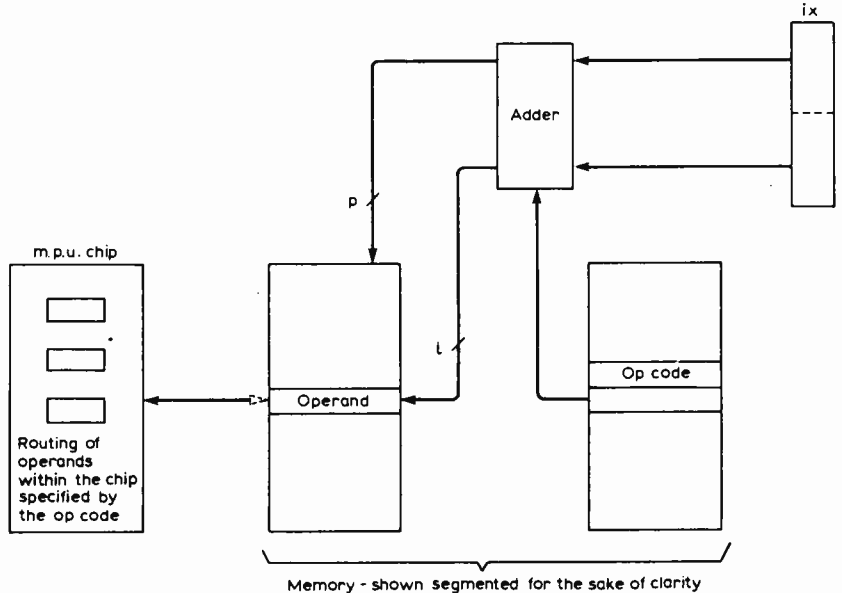 ix
Adder
p
m.p.u. chip
l
Op code
Operand
Routing of
operands
within the chip
specified by
the op code
Memory - shown segmented for the sake of clarity